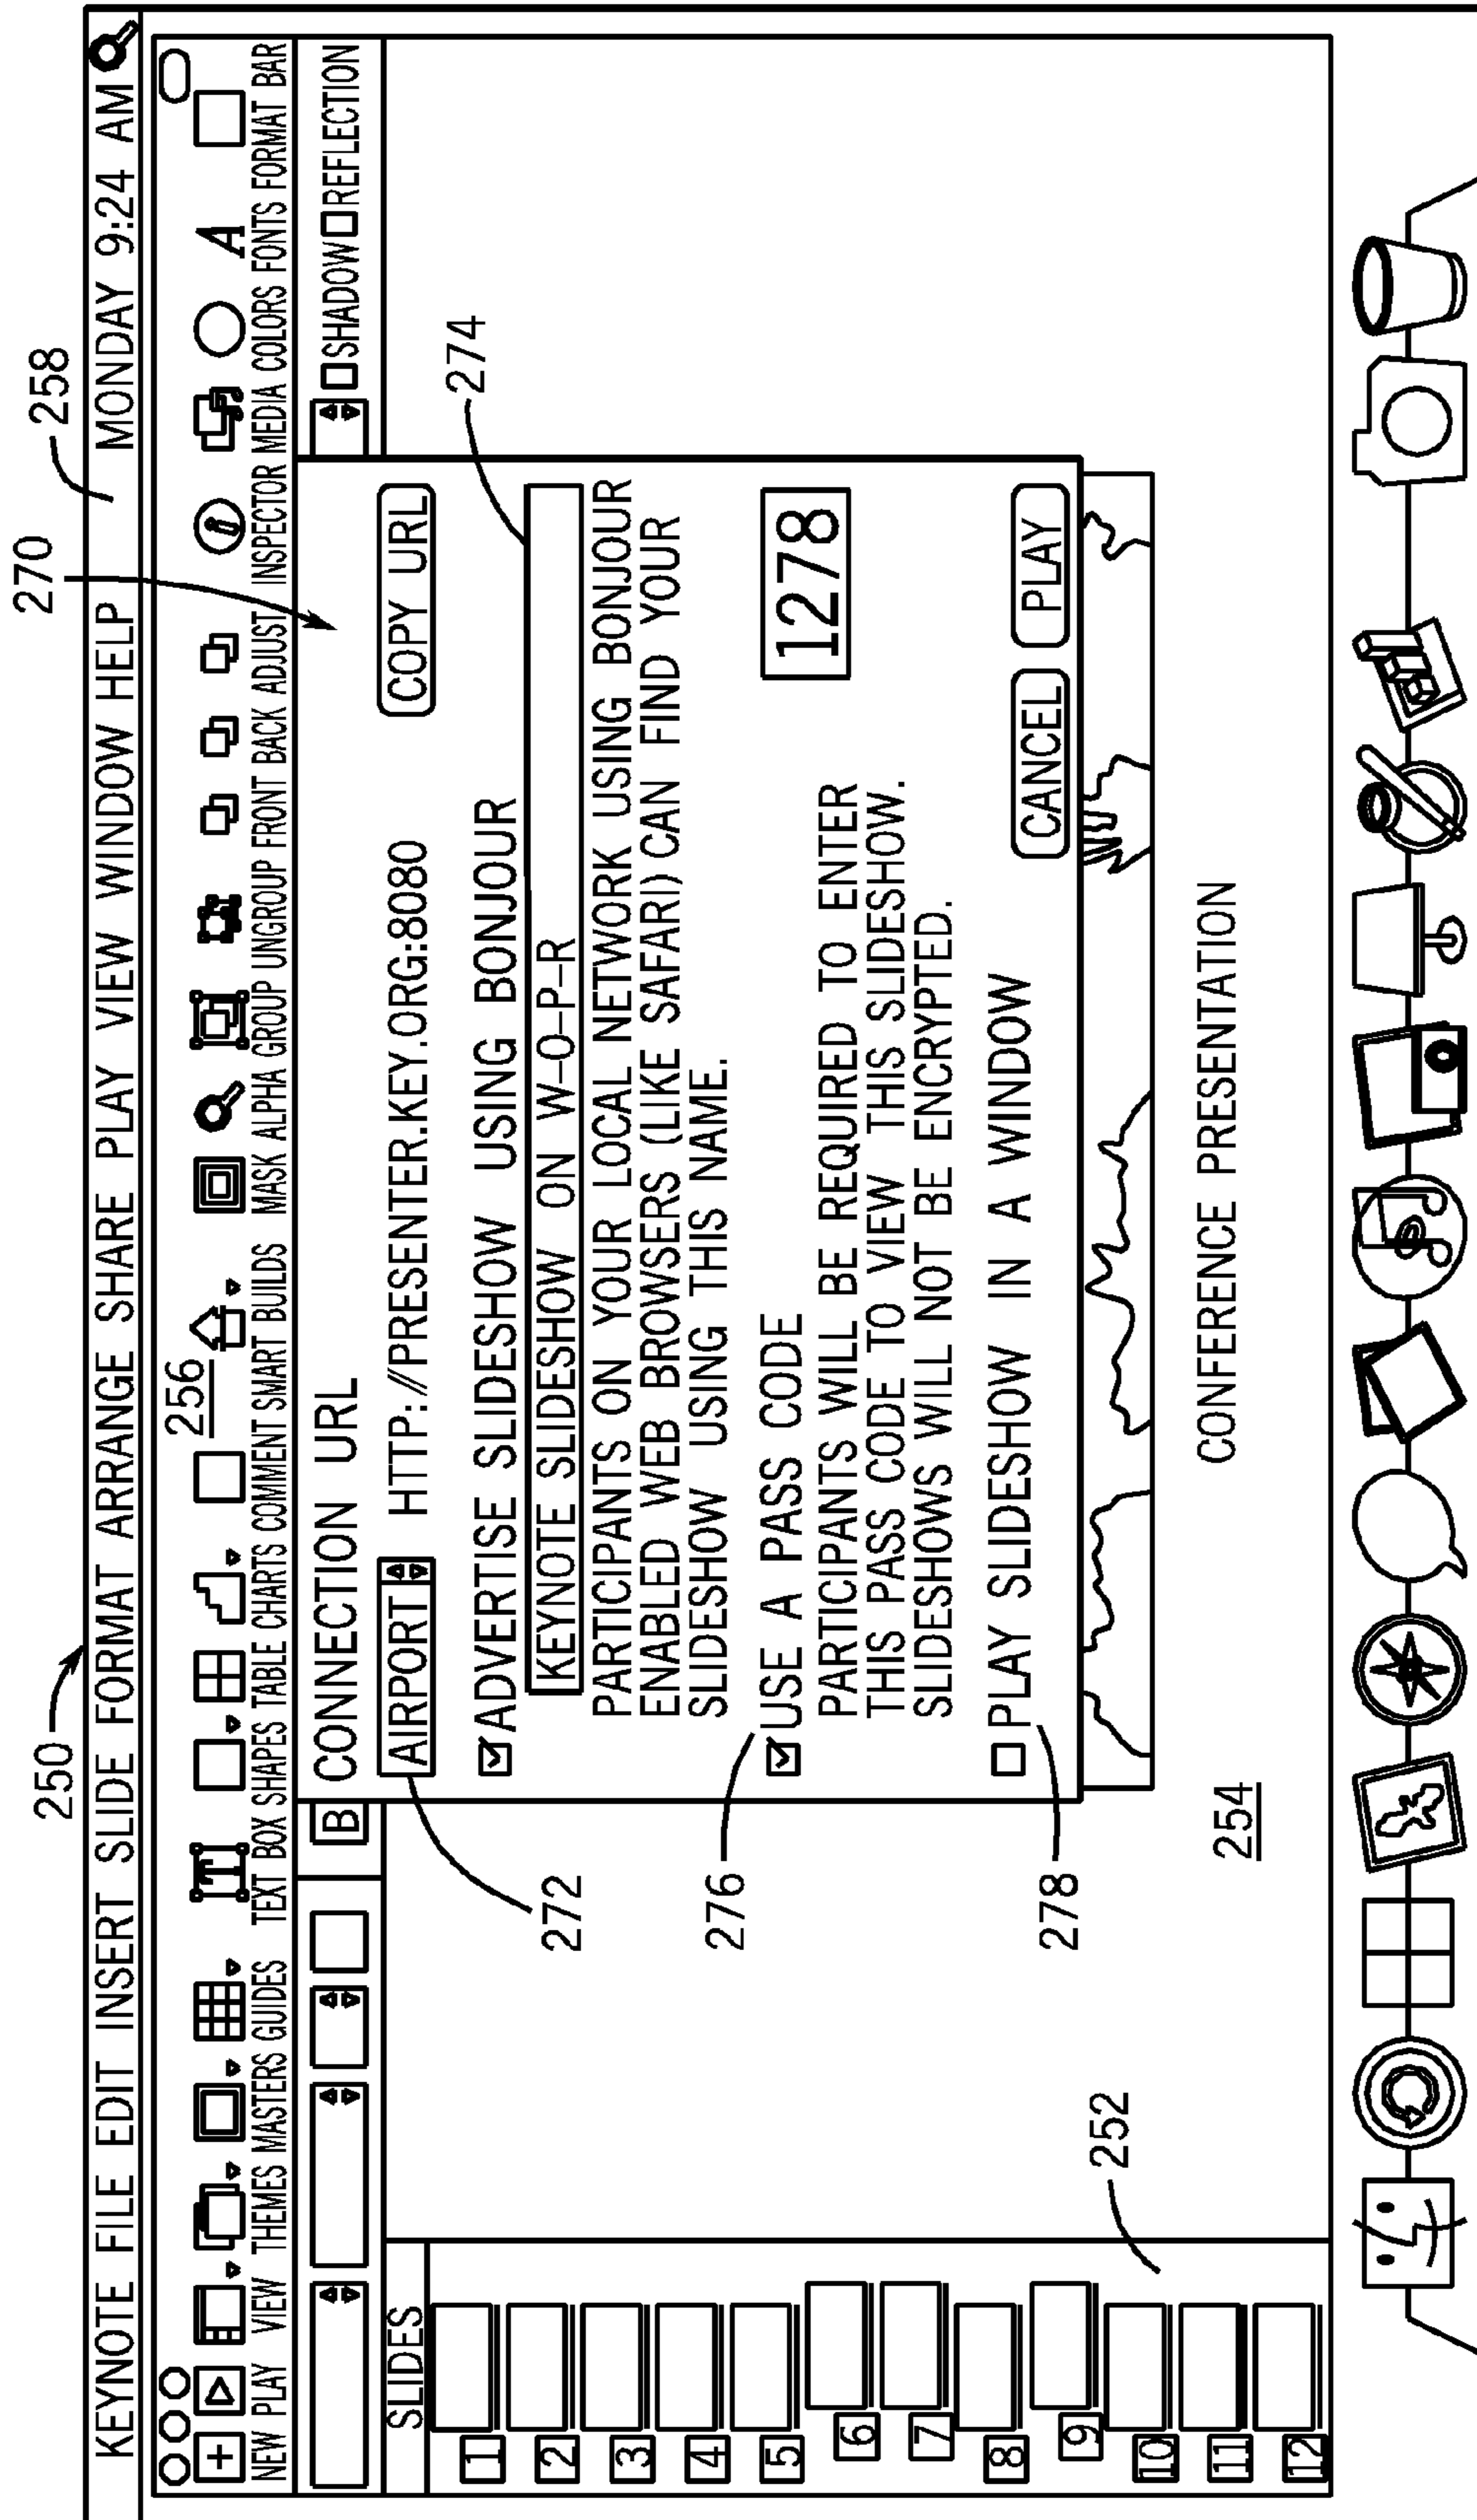 270
250
258
KEYNOTE FILE EDIT INSERT SLIDE FORMAT ARRANGE SHARE PLAY VIEW WINDOW HELP MONDAY 9:24 AM
256
NEW PLAY VIEW THEMES MASTERS GUIDES TEXT BOX SHAPES TABLE CHARTS COMMENT SMART BUILDS MASK ALPHA GROUP UNGROUP FRONT BACK ADJUST INSPECTOR MEDIA COLORS FONTS FORMAT BAR
T
A
B
SHADOW REFLECTION
CONNECTION URL
SLIDES
AIRPORT HTTP://PRESENTER.KEY.ORG:8080 COPY URL
274
ADVERTISE SLIDESHOW USING BONJOUR
KEYNOTE SLIDESHOW ON W-O-P-R
272
PARTICIPANTS ON YOUR LOCAL NETWORK USING BONJOUR
ENABLED WEB BROWSERS (LIKE SAFARI) CAN FIND YOUR
SLIDESHOW USING THIS NAME.
276
USE A PASS CODE
1278
PARTICIPANTS WILL BE REQUIRED TO ENTER
THIS PASS CODE TO VIEW THIS SLIDESHOW.
SLIDESHOWS WILL NOT BE ENCRYPTED.
PLAY SLIDESHOW IN A WINDOW
CANCEL PLAY
278
252
CONFERENCE PRESENTATION
254
1
2
3
4
5
6
7
8
9
10
11
12